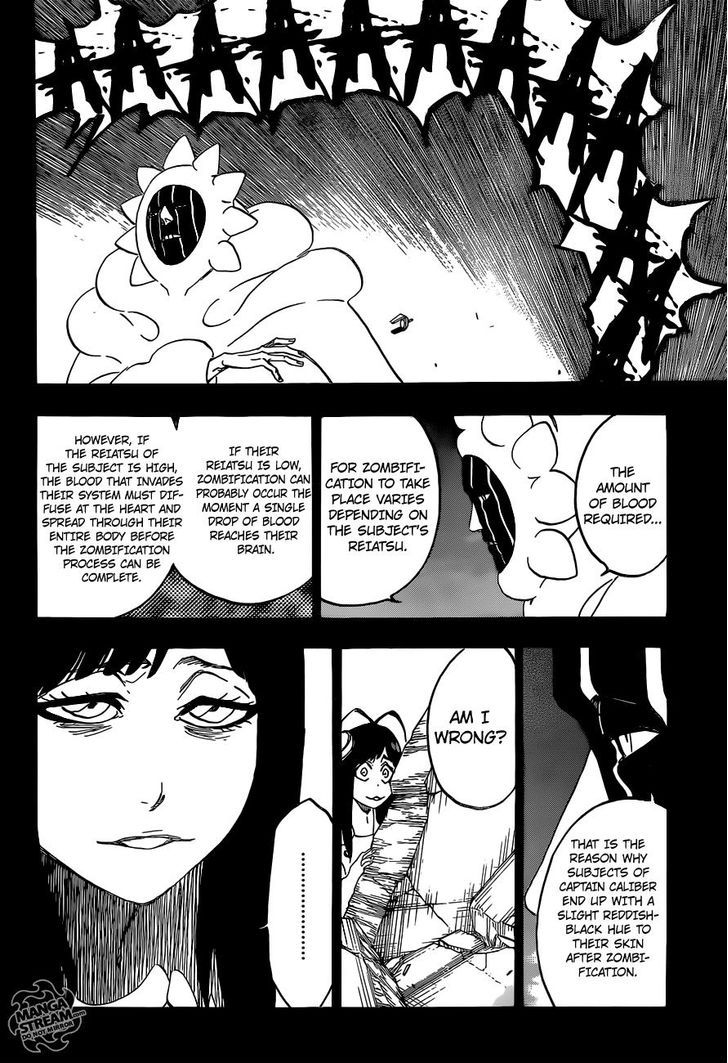 AAAAAAAAAAAAA
THE
AMOUNT
OF BLOOD
REQUIRED...
FOR ZOMBIFI-
CATION TO
TAKE
PLACE VARIES
DEPENDING ON
THE SUBJECT'S
REIATSU.
IF THEIR
REIATSU IS LOW,
ZOMBIFICATION CAN
PROBABLY OCCUR THE
MOMENT A SINGLE
DROP OF BLOOD
REACHES THEIR
BRAIN.
HOWEVER, IF
THE REIATSU OF
THE SUBJECT IS HIGH,
THE BLOOD THAT INVADES
THEIR SYSTEM MUST DIF-
FUSE AT THE HEART AND
SPREAD THROUGH THEIR
ENTIRE BODY BEFORE
THE ZOMBIFICATION
PROCESS CAN BE
COMPLETE.
THAT IS THE
REASON WHY
SUBJECTS OF
CAPTAIN CALIBER
END UP WITH A
SLIGHT REDDISH-
BLACK HUE TO
THEIR SKIN
AFTER ZOMBI-
FICATION.
AM I
WRONG?
...........
MANGA
STREAM.com
DO NOT MIRROR